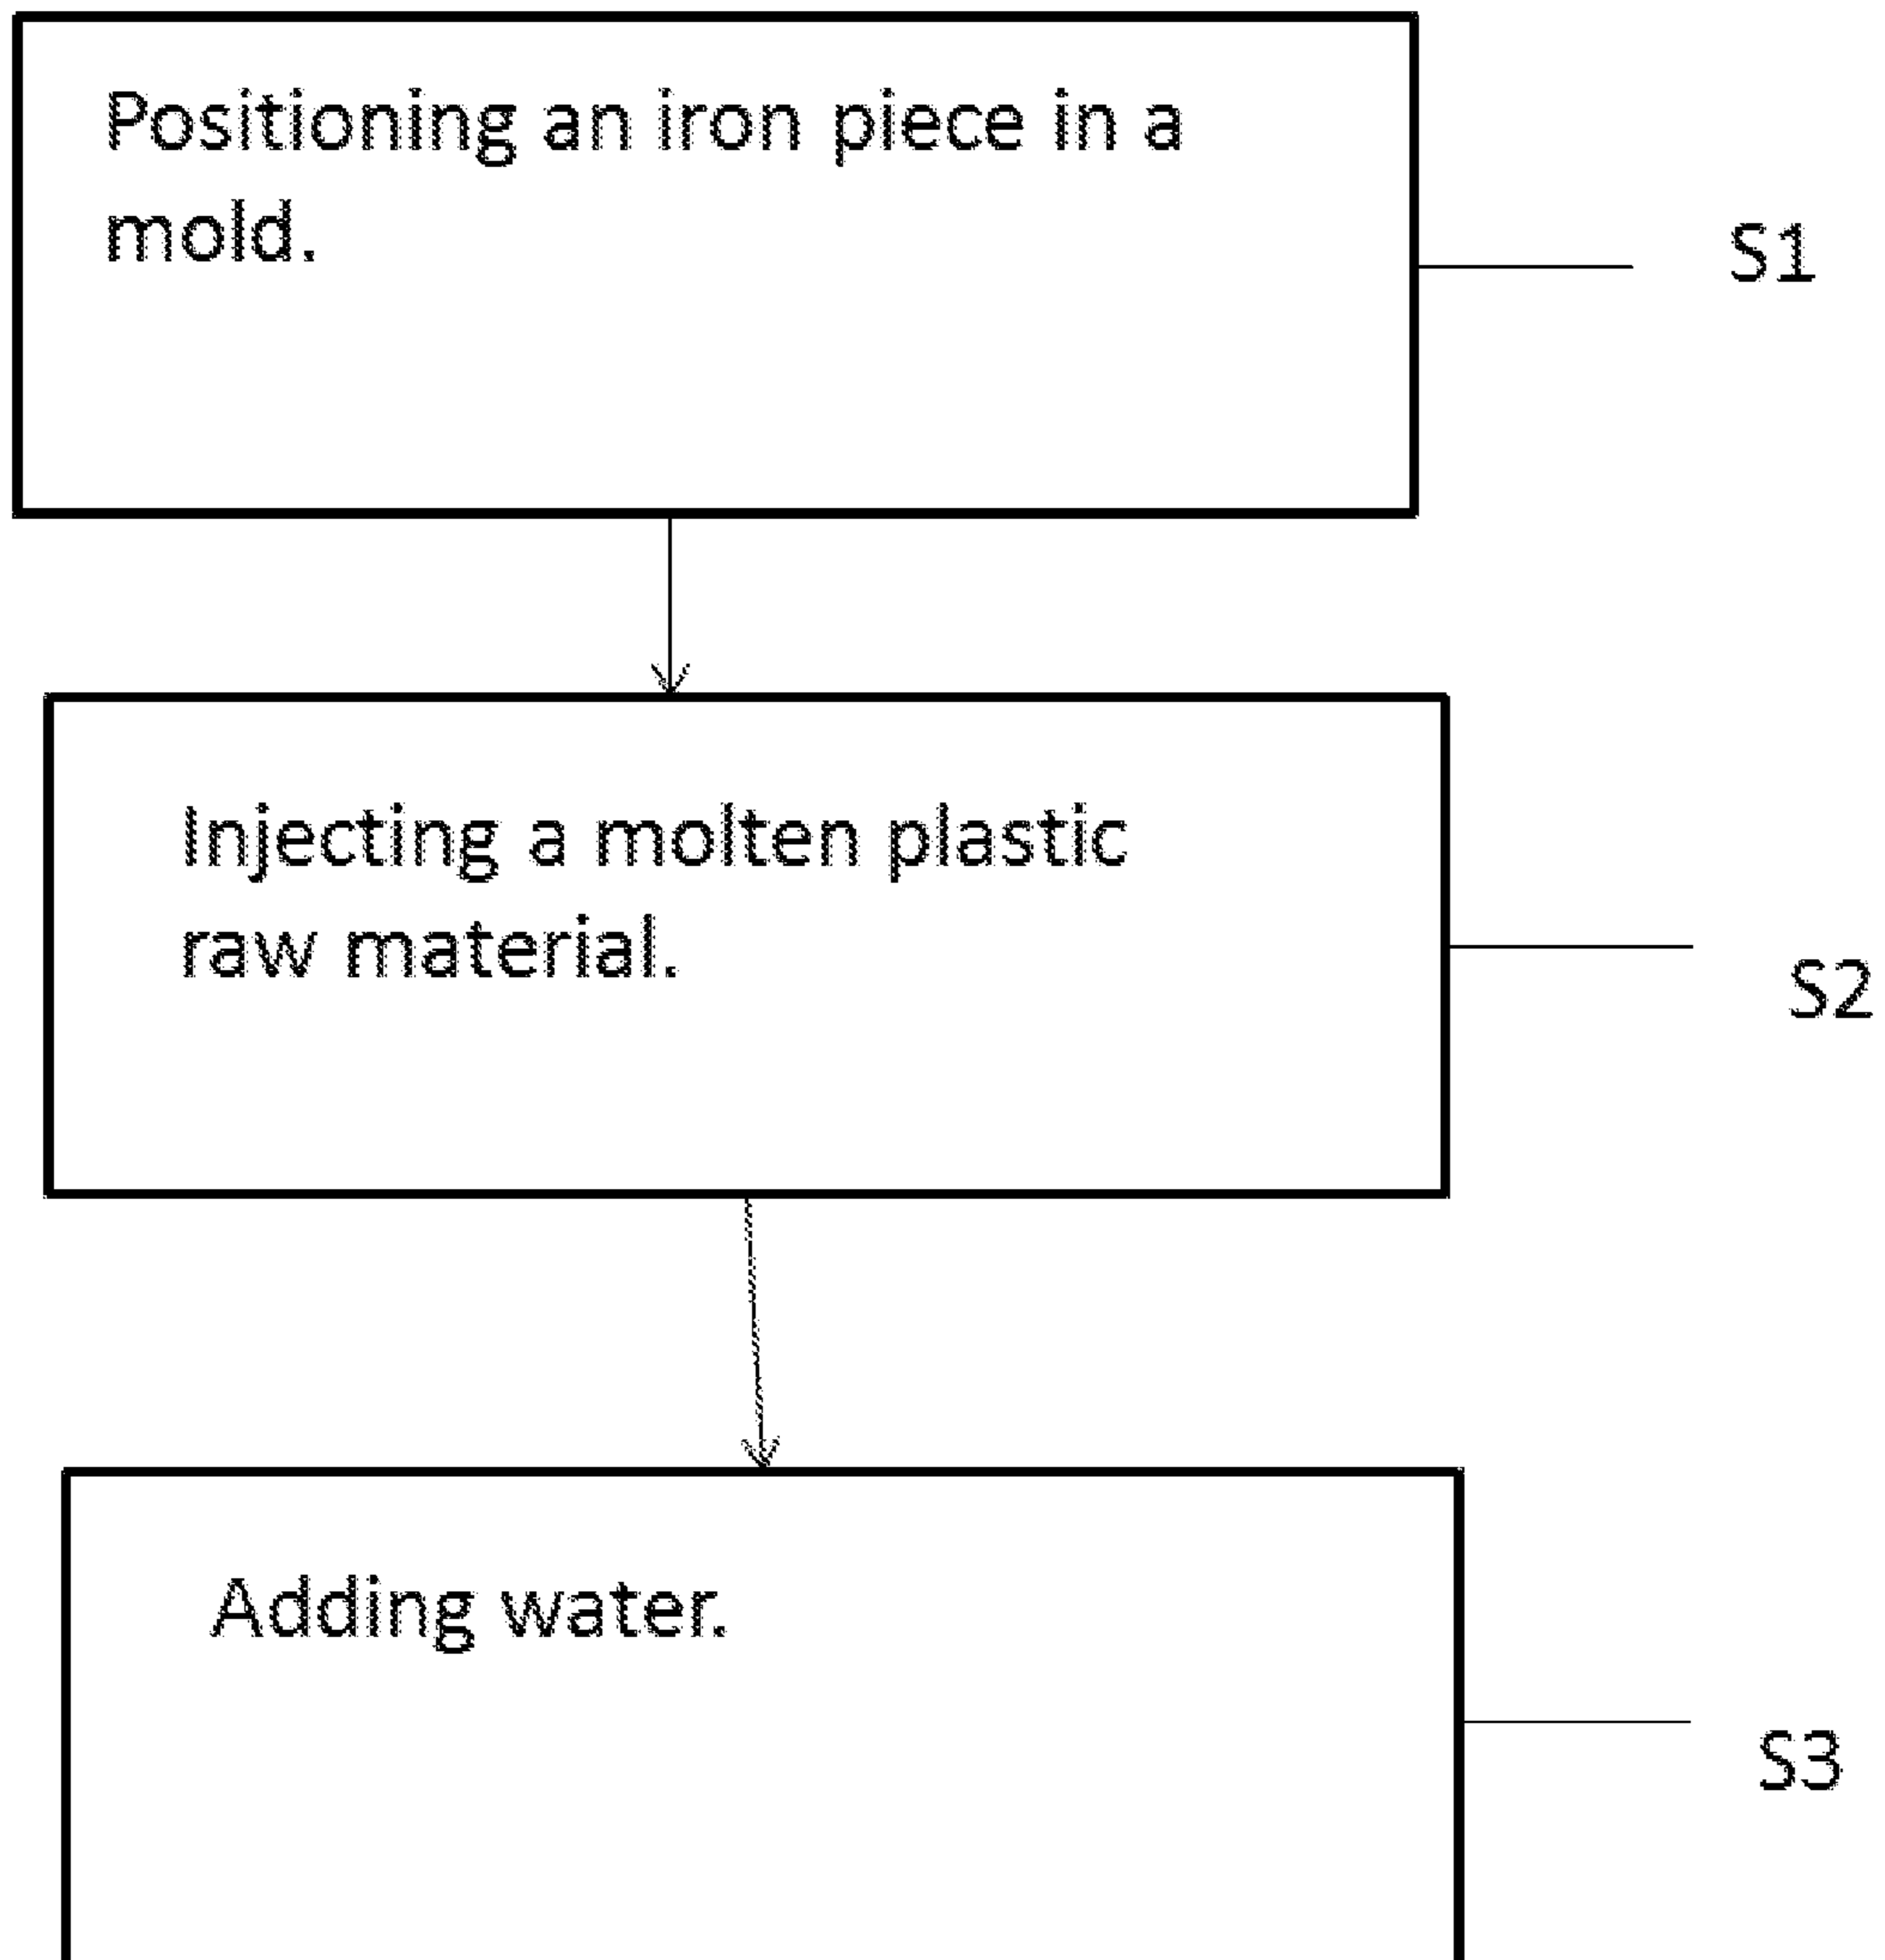 Positioning an iron piece in a
mold.
S1
Injecting a molten plastic
raw material.
S2
Adding water.
S3